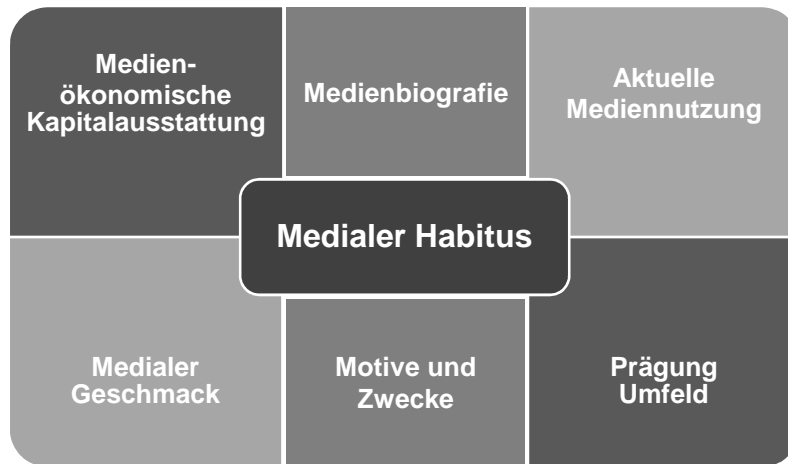 Medien-
ökonomische
Kapitalausstattung
Medienbiografie
Aktuelle
Mediennutzung
Medialer Habitus
Medialer
Geschmack
Motive und
Zwecke
Prägung
Umfeld